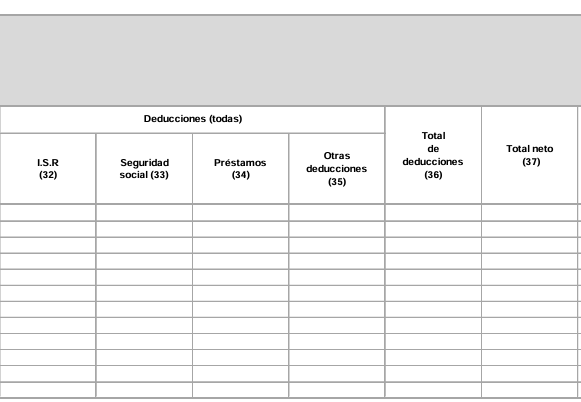 Deducciones (todas)
I.S.R
(32)
Seguridad
social (33)
Préstamos
(34)
Otras
deducciones
(35)
Total
de
deducciones
(36)
Total neto
(37)